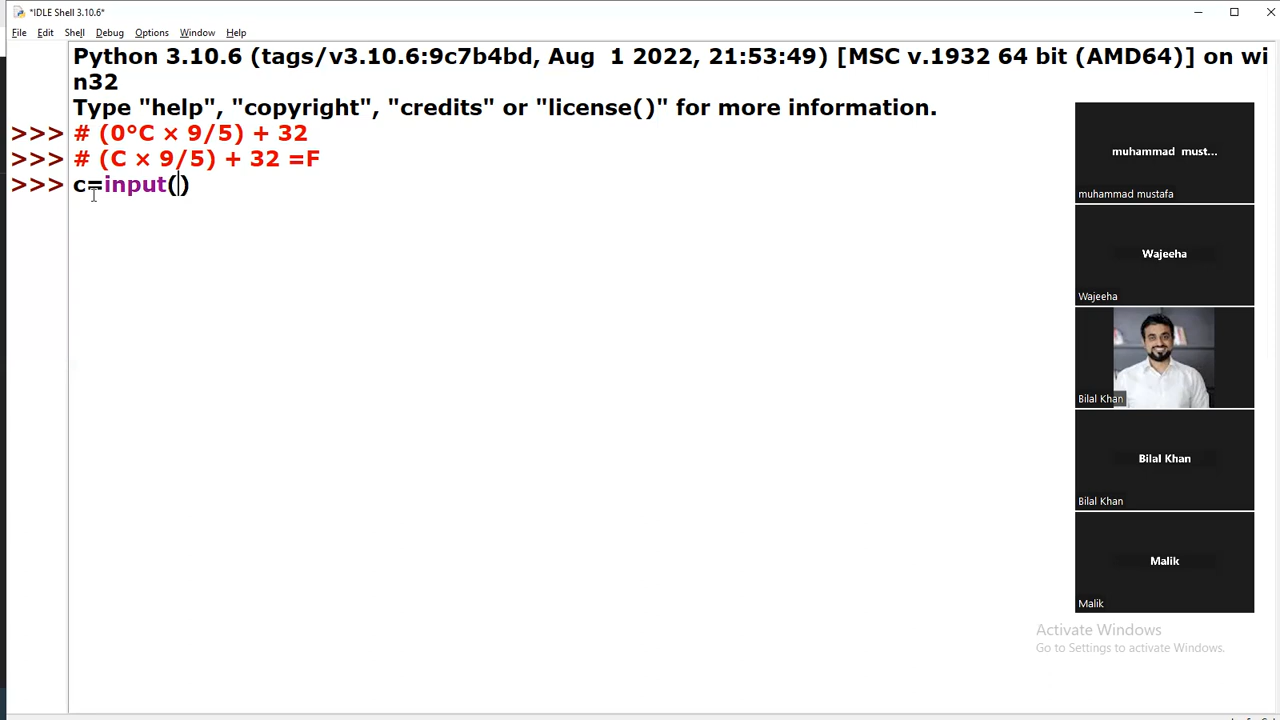 *IDLE Shell 3.10.6*
File Edit Shell Debug Options Window Help
Python 3.10.6 (tags/v3.10.6:9c7b4bd, Aug  1 2022, 21:53:49) [MSC v.1932 64 bit (AMD64)] on wi
n32
Type "help", "copyright", "credits" or "license()" for more information.
>>> # (0°C × 9/5) + 32
>>> # (C × 9/5) + 32 =F
>>> c=input()
muhammad must...
muhammad mustafa
Wajeeha
Wajeeha
Bilal Khan
Bilal Khan
Bilal Khan
Malik
Malik
Activate Windows
Go to Settings to activate Windows.